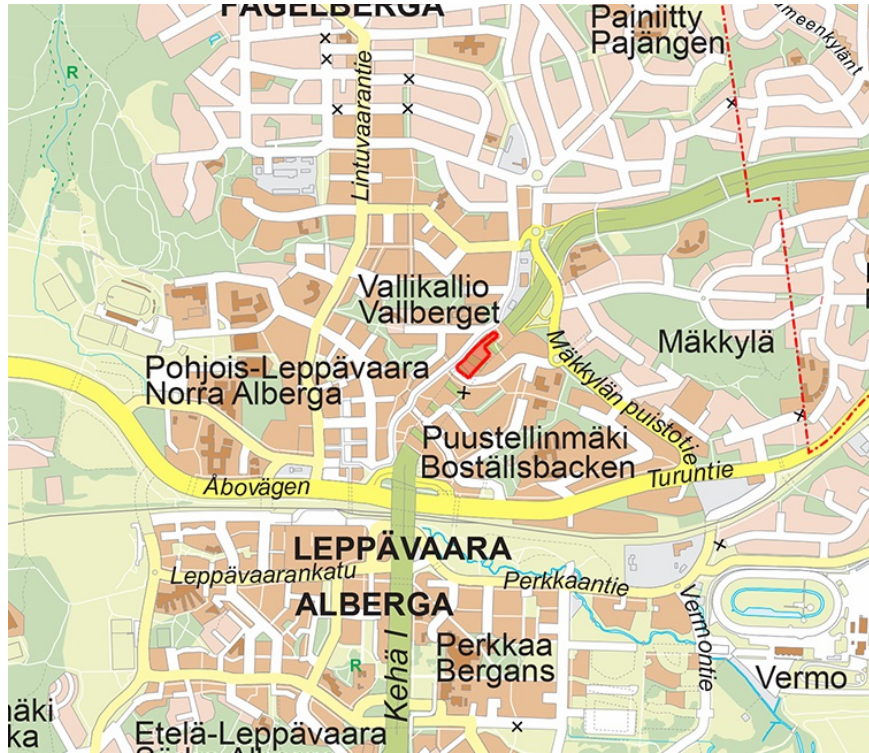 FÅGELBERGA
Painiitty
Pajängen
Lintuvaarantie
R
Vallikallio
Vallberget
Mäkkylä
Mäkkylän puistotie
Pohjois-Leppävaara
Norra Alberga
Puustellinmäki
Boställsbacken
Turuntie
Åbovägen
LEPPÄVAARA
ALBERGA
Leppävaarankatu
Perkkaantie
Kehä I
Vermontie
R
Perkkaa
Bergans
Vermo
Etelä-Leppävaara